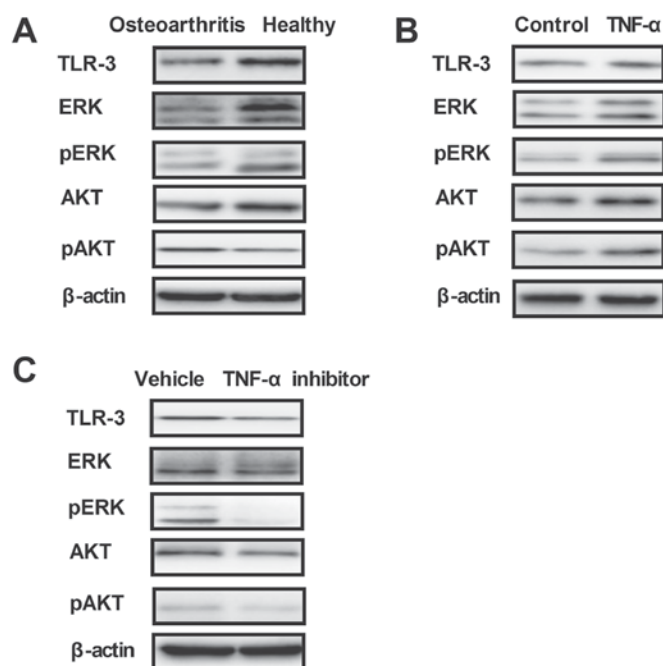 A
Osteoarthritis Healthy
TLR-3
ERK
pERK
AKT
pAKT
β-actin
B
Control TNF-α
TLR-3
ERK
pERK
AKT
pAKT
β-actin
C
Vehicle TNF-α inhibitor
TLR-3
ERK
pERK
AKT
pAKT
β-actin